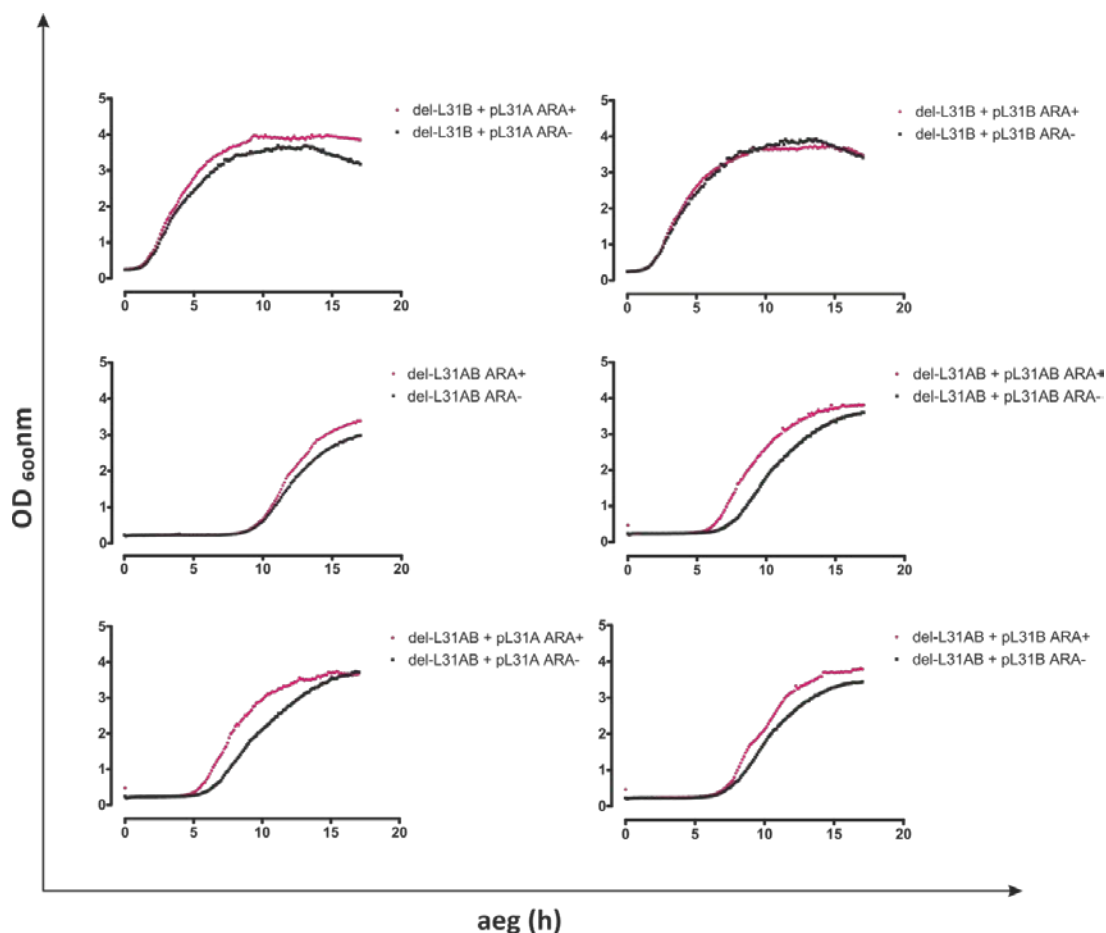 del-L31B + pL31A ARA+
del-L31B + pL31A ARA-
5
4
3
2
1
0
0 5 10 15 20
del-L31B + pL31B ARA+
del-L31B + pL31B ARA-
5
4
3
2
1
0
0 5 10 15 20
del-L31AB ARA+
del-L31AB ARA-
5
4
3
2
1
0
0 5 10 15 20
del-L31AB + pL31AB ARA+
del-L31AB + pL31AB ARA-
5
4
3
2
1
0
0 5 10 15 20
del-L31AB + pL31A ARA+
del-L31AB + pL31A ARA-
5
4
3
2
1
0
0 5 10 15 20
del-L31AB + pL31B ARA+
del-L31AB + pL31B ARA-
5
4
3
2
1
0
0 5 10 15 20
OD 600nm
aeg (h)